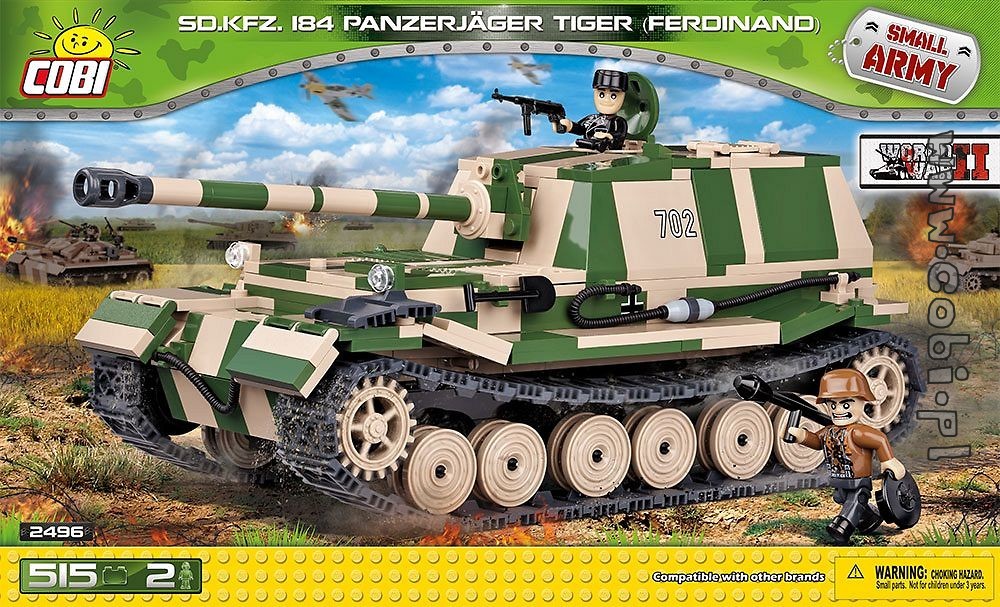 SD.KFZ. 184 PANZERJÄGER TIGER (FERDINAND)
COBI
SMALL
ARMY
WORLD
WAR II
www.cobi.pl
702
2496
515 2
Compatible with other brands
WARNING: CHOKING HAZARD.
Small parts. Not for children under 3 years.